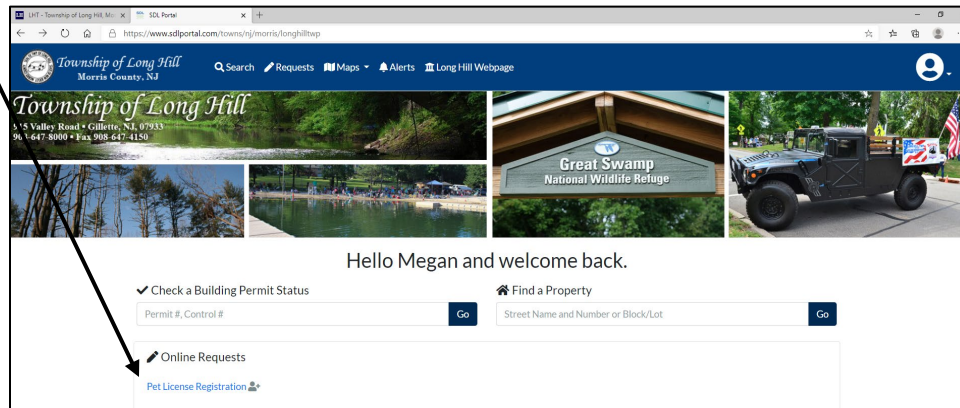 LHT - Township of Long Hill, Mor
SDL Portal
https://www.sdlportal.com/towns/nj/morris/longhilltwp
Township of Long Hill
Morris County, NJ
Search Requests Maps Alerts Long Hill Webpage
Township of Long Hill
Valley Road • Gillette, NJ, 07933
647-8000 • Fax 908-647-4150
Great Swamp
National Wildlife Refuge
Hello Megan and welcome back.
Check a Building Permit Status
Permit #, Control #
Go
Find a Property
Street Name and Number or Block/Lot
Go
Online Requests
Pet License Registration